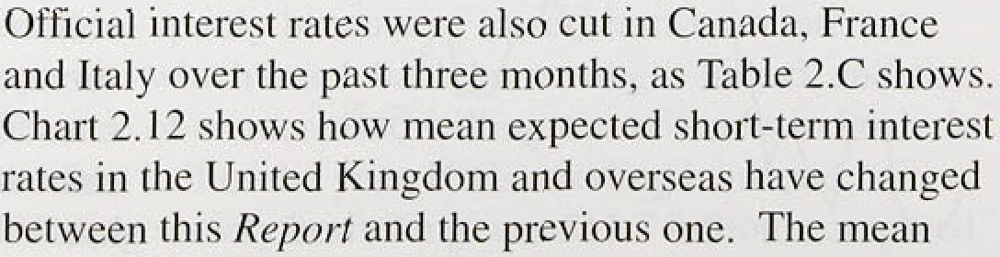 Official interest rates were also cut in Canada, France
and Italy over the past three months, as Table 2.C shows.
Chart 2.12 shows how mean expected short-term interest
rates in the United Kingdom and overseas have changed
between this Report and the previous one. The mean